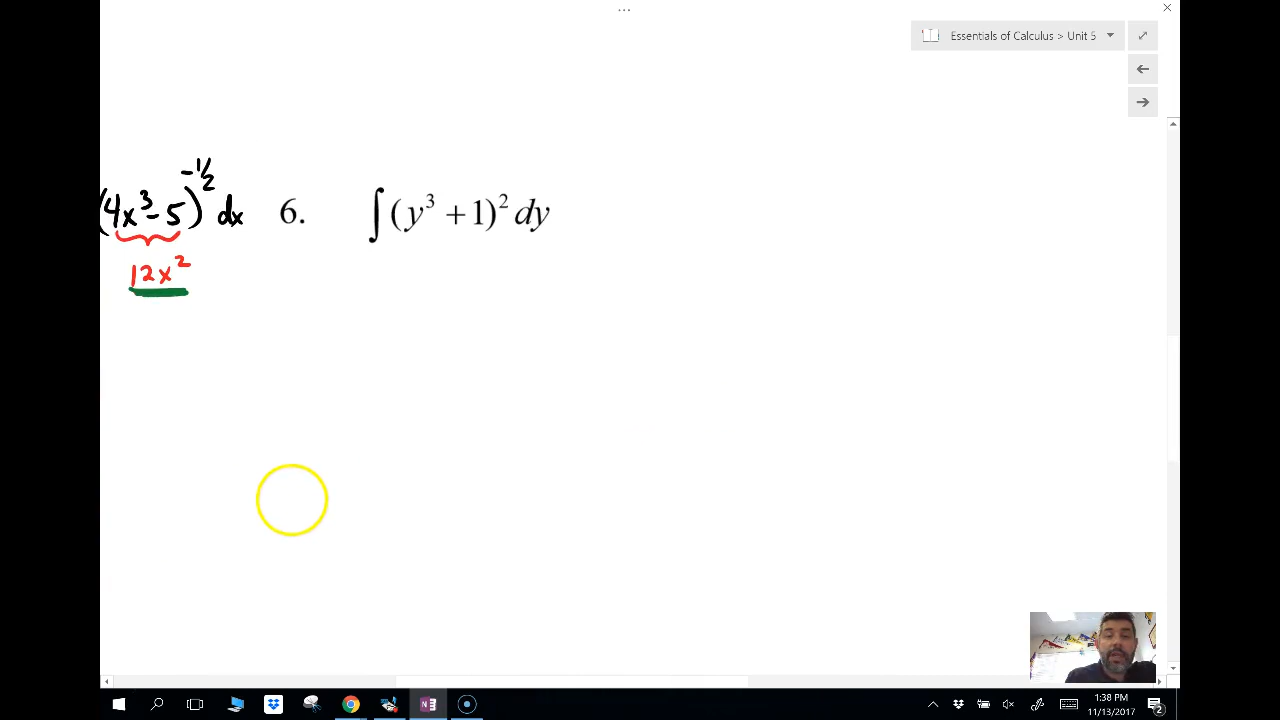 ...
Essentials of Calculus > Unit 5
(4x³-5)^-1/2 dx 6. ∫(y³ + 1)² dy
12x²
1:38 PM
11/13/2017
2